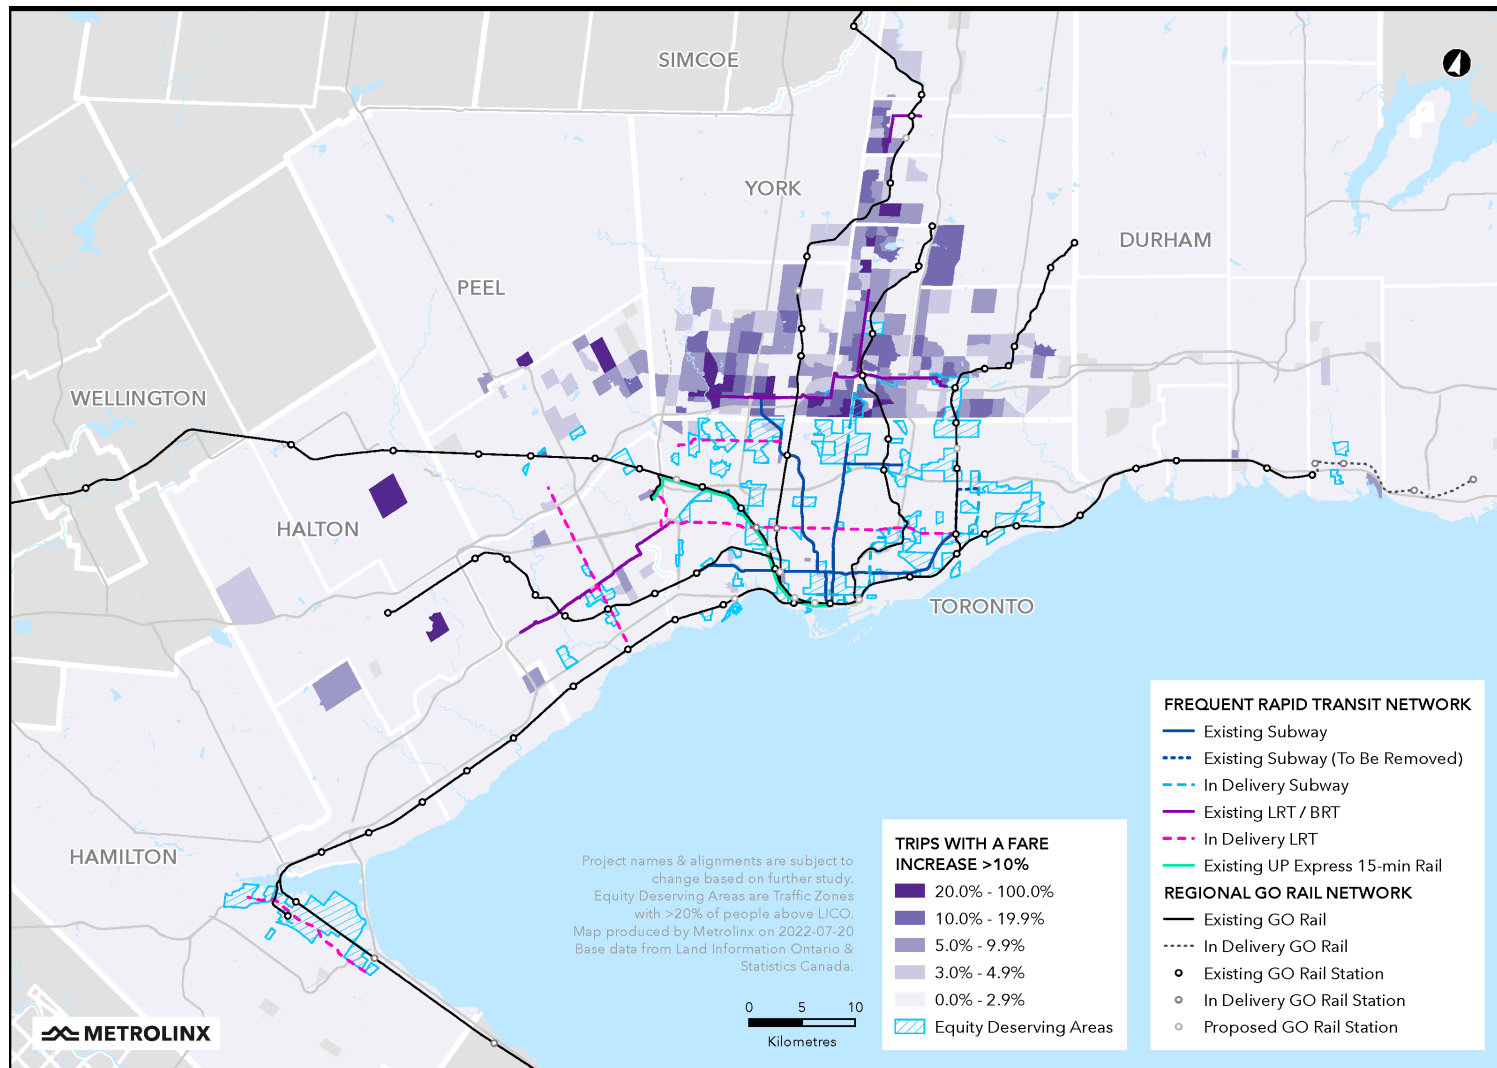 SIMCOE
YORK
DURHAM
PEEL
WELLINGTON
HALTON
TORONTO
HAMILTON
Project names & alignments are subject to
change based on further study.
Equity Deserving Areas are Traffic Zones
with >20% of people above LICO.
Map produced by Metrolinx on 2022-07-20
Base data from Land Information Ontario &
Statistics Canada.
0 5 10
Kilometres
METROLINX
TRIPS WITH A FARE
INCREASE >10%
20.0% - 100.0%
10.0% - 19.9%
5.0% - 9.9%
3.0% - 4.9%
0.0% - 2.9%
Equity Deserving Areas
FREQUENT RAPID TRANSIT NETWORK
Existing Subway
Existing Subway (To Be Removed)
In Delivery Subway
Existing LRT / BRT
In Delivery LRT
Existing UP Express 15-min Rail
REGIONAL GO RAIL NETWORK
Existing GO Rail
In Delivery GO Rail
Existing GO Rail Station
In Delivery GO Rail Station
Proposed GO Rail Station